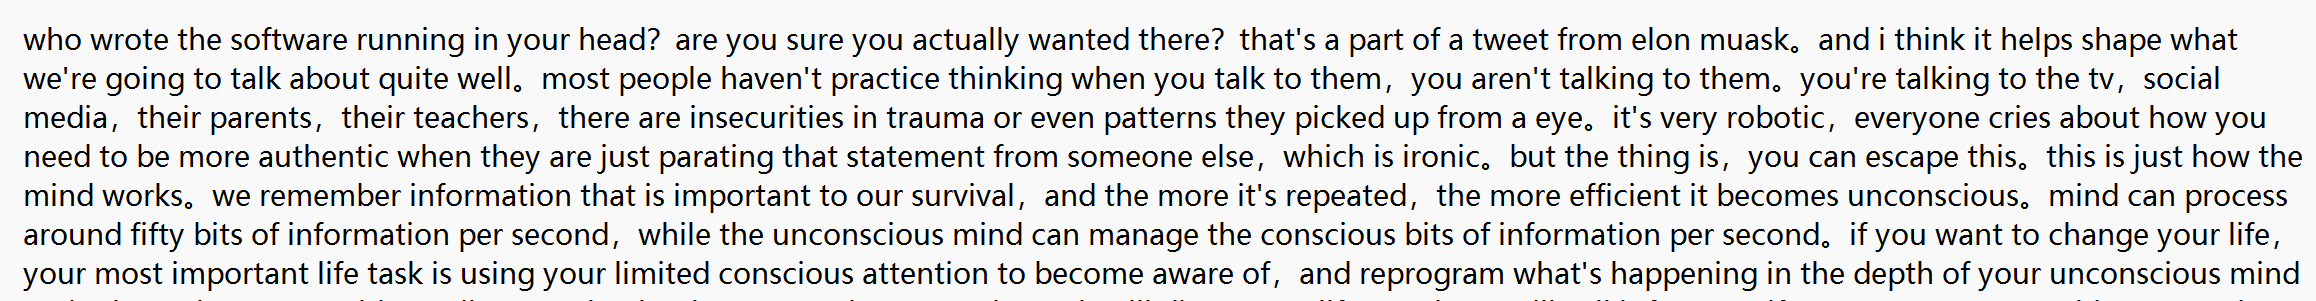 who wrote the software running in your head？are you sure you actually wanted there？that's a part of a tweet from elon muask。and i think it helps shape what
we're going to talk about quite well。most people haven't practice thinking when you talk to them，you aren't talking to them。you're talking to the tv，social
media，their parents，their teachers，there are insecurities in trauma or even patterns they picked up from a eye。it's very robotic，everyone cries about how you
need to be more authentic when they are just parating that statement from someone else，which is ironic。but the thing is，you can escape this。this is just how the
mind works。we remember information that is important to our survival，and the more it's repeated，the more efficient it becomes unconscious。mind can process
around fifty bits of information per second，while the unconscious mind can manage the conscious bits of information per second。if you want to change your life，
your most important life task is using your limited conscious attention to become aware of，and reprogram what's happening in the depth of your unconscious mind